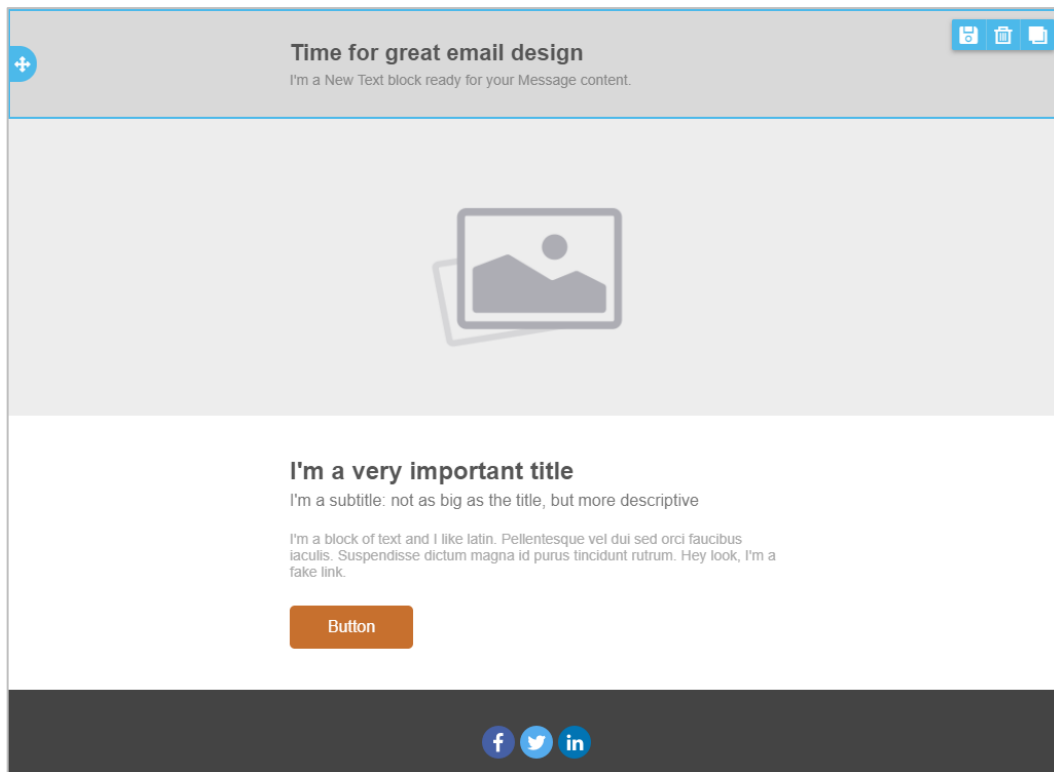 Time for great email design
I'm a New Text block ready for your Message content.
I'm a very important title
I'm a subtitle: not as big as the title, but more descriptive
I'm a block of text and I like latin. Pellentesque vel dui sed orci faucibus
iaculis. Suspendisse dictum magna id purus tincidunt rutrum. Hey look, I'm a
fake link.
Button
f
in